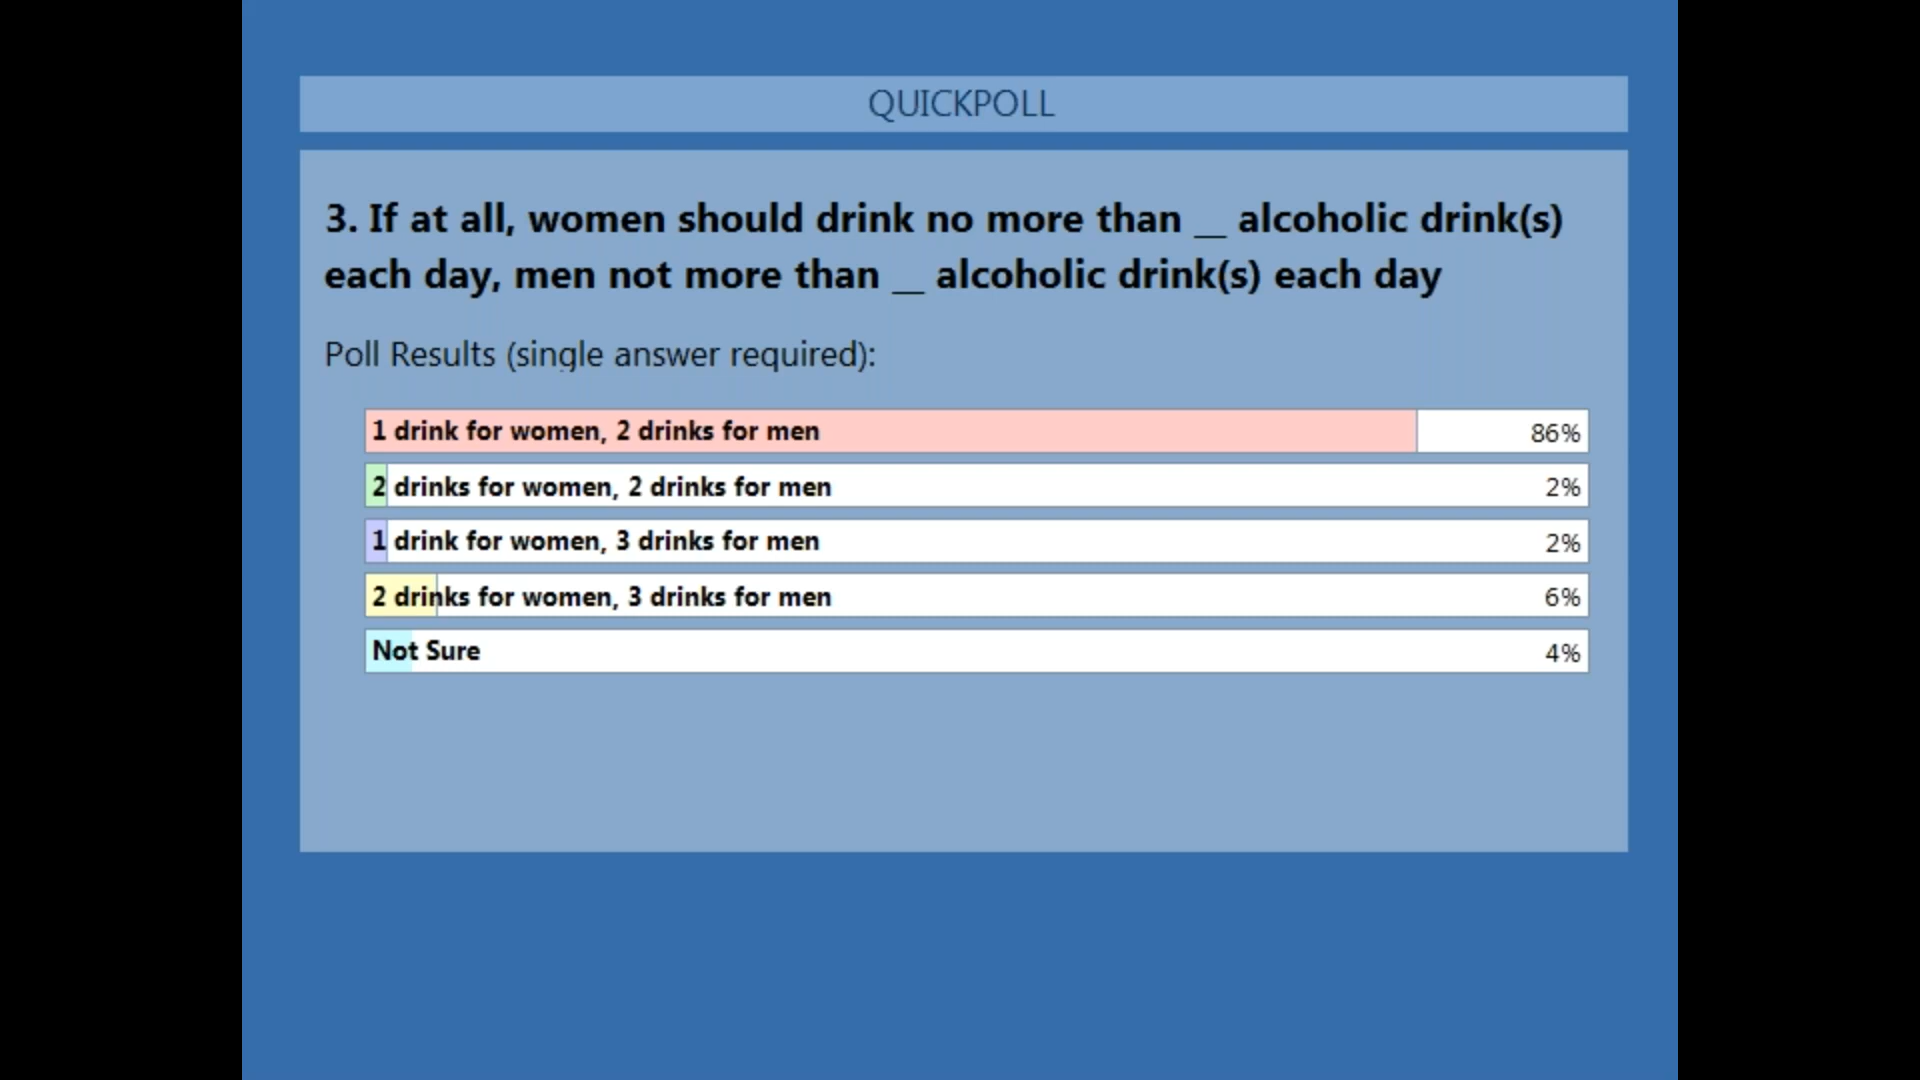 QUICKPOLL
3. If at all, women should drink no more than __ alcoholic drink(s)
each day, men not more than __ alcoholic drink(s) each day
Poll Results (single answer required):
1 drink for women, 2 drinks for men 86%
2 drinks for women, 2 drinks for men 2%
1 drink for women, 3 drinks for men 2%
2 drinks for women, 3 drinks for men 6%
Not Sure 4%